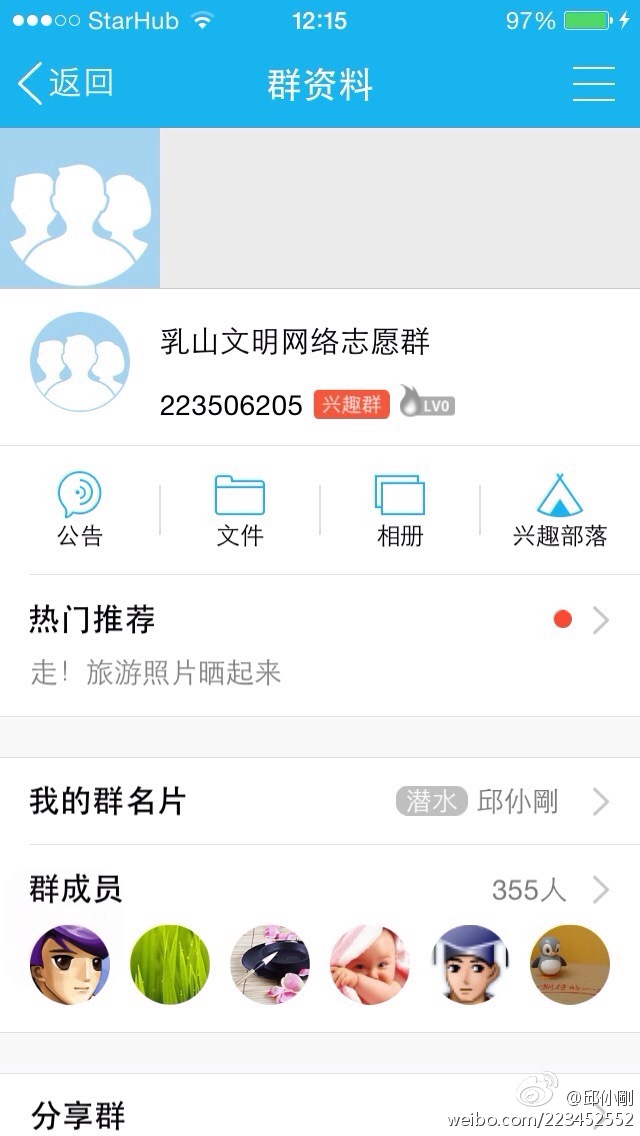 StarHub 12:15 97%
返回 群资料
乳山文明网络志愿群
223506205 兴趣群 LV0
公告 文件 相册 兴趣部落
热门推荐
走！旅游照片晒起来
我的群名片 潜水 邱仦剛
群成员 355人
分享群
@邱仦剛
weibo.com/223452552